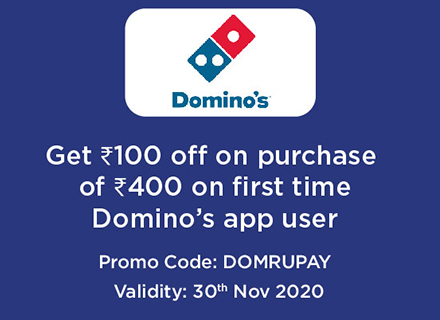 Domino's
Get ₹100 off on purchase
of ₹400 on first time
Domino's app user
Promo Code: DOMRUPAY
Validity: 30th Nov 2020